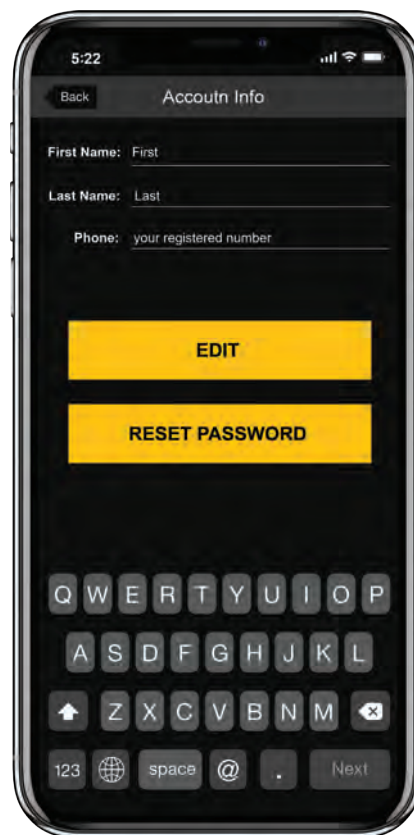 5:22
Back Accoutn Info
First Name: First
Last Name: Last
Phone: your registered number
EDIT
RESET PASSWORD
Q W E R T Y U I O P
A S D F G H J K L
Z X C V B N M
123 space @ . Next